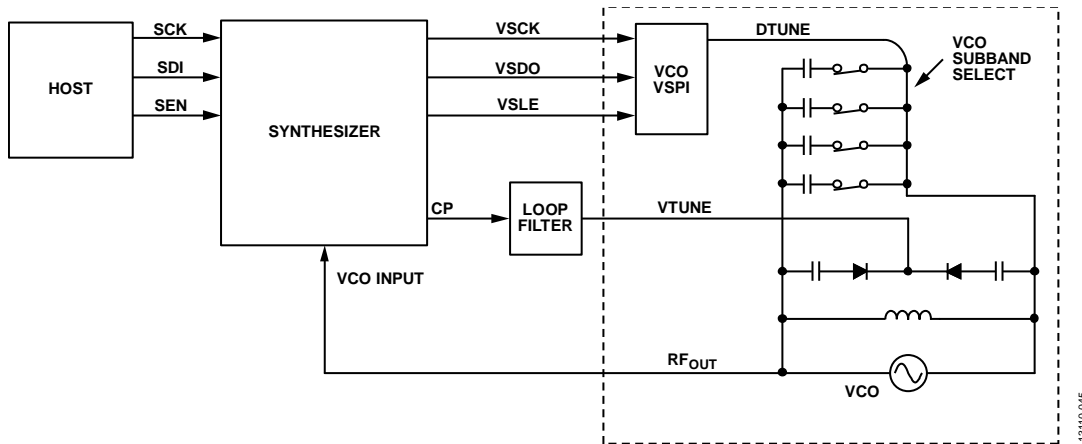 HOST
SCK
SDI
SEN
SYNTHESIZER
VSCK
VSDO
VSLE
VCO
VSPI
DTUNE
VCO
SUBBAND
SELECT
CP
LOOP
FILTER
VTUNE
VCO INPUT
RFOUT
VCO